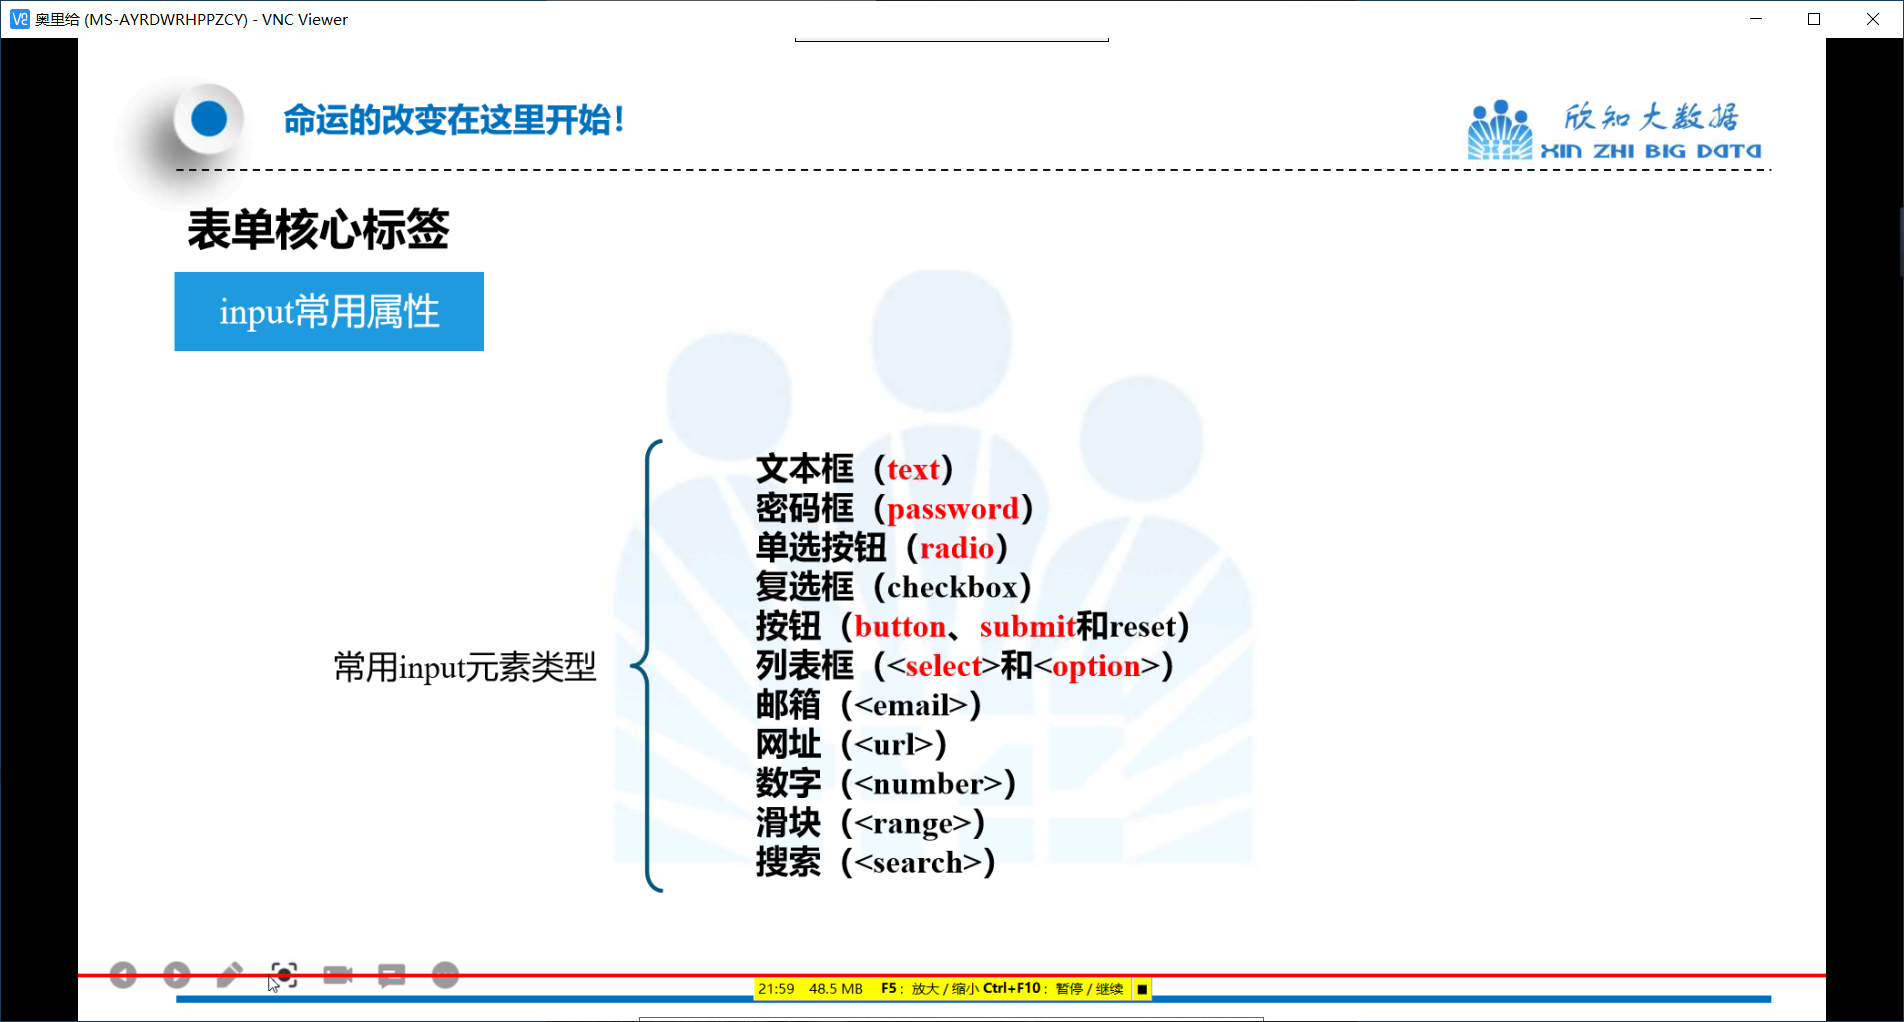 奥里给 (MS-AYRDWRHPPZCY) - VNC Viewer
命运的改变在这里开始！
欣知大数据
XIN ZHI BIG DATA
表单核心标签
input常用属性
文本框（text）
密码框（password）
单选按钮（radio）
复选框（checkbox）
按钮（button、submit和reset）
列表框（<select>和<option>）
常用input元素类型
邮箱（<email>）
网址（<url>）
数字（<number>）
滑块（<range>）
搜索（<search>）
21:59 48.5 MB F5：放大 / 缩小 Ctrl+F10：暂停 / 继续